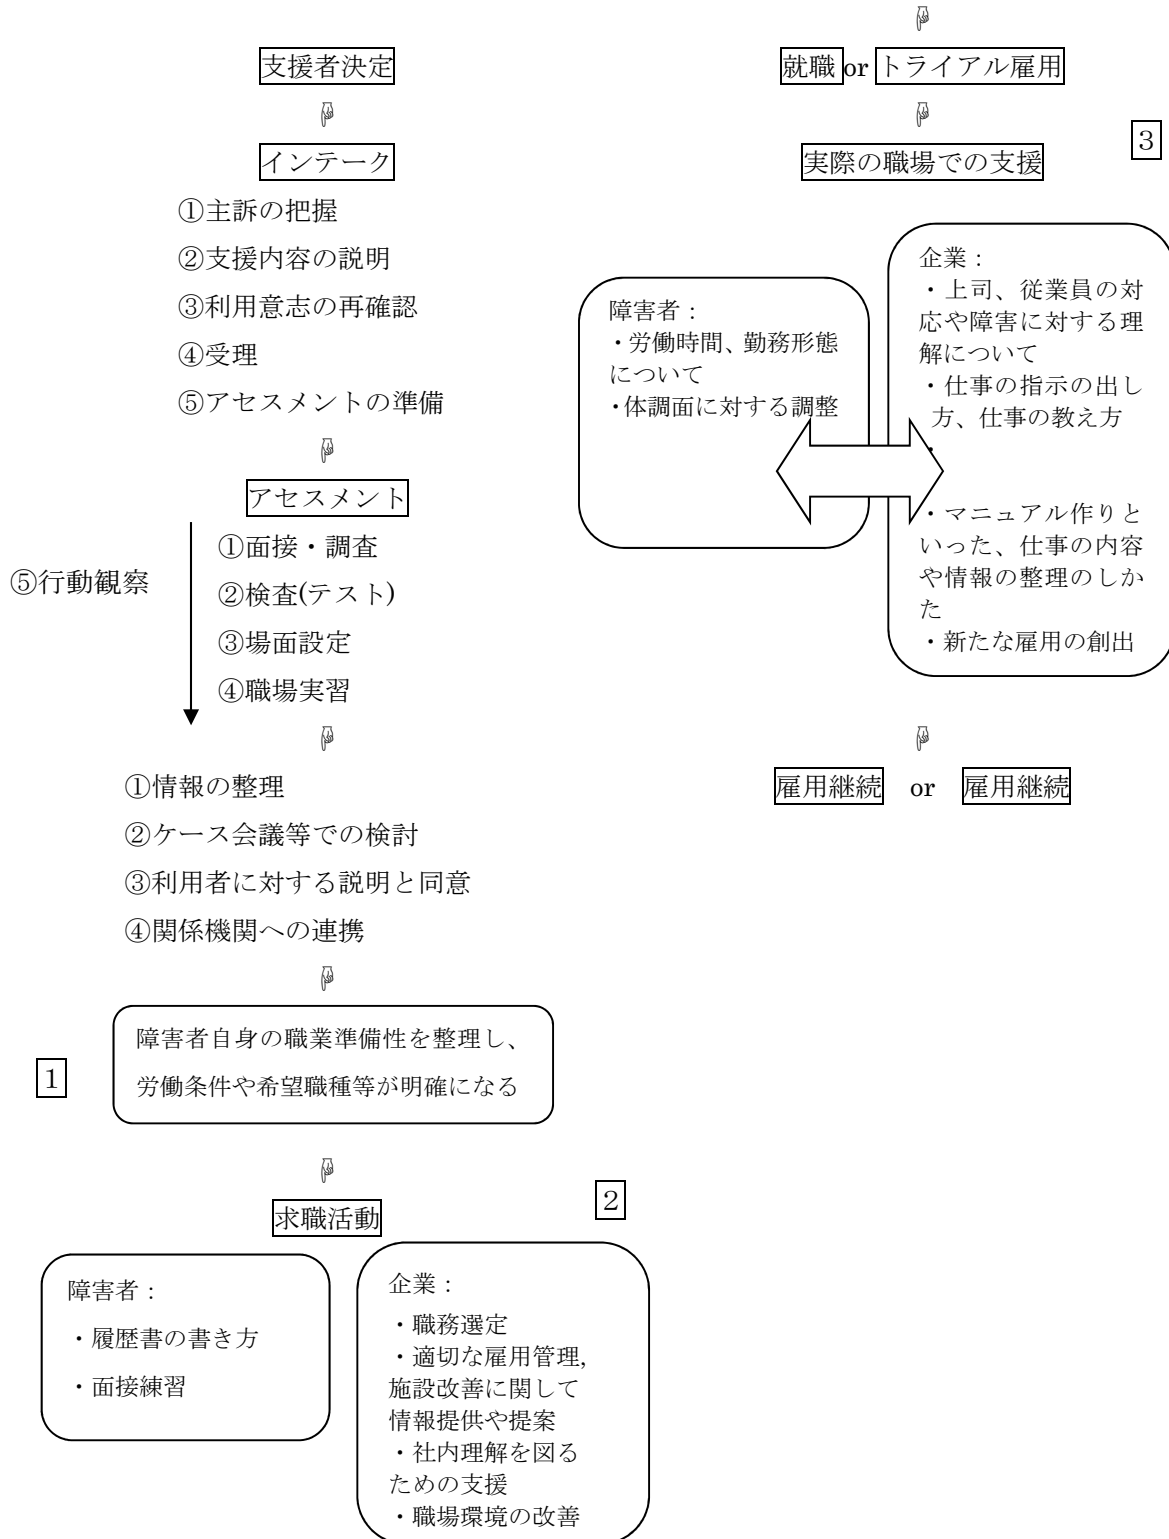 支援者決定
インテーク
①主訴の把握
②支援内容の説明
③利用意志の再確認
④受理
⑤アセスメントの準備
アセスメント
⑤行動観察
①面接・調査
②検査(テスト)
③場面設定
④職場実習
①情報の整理
②ケース会議等での検討
③利用者に対する説明と同意
④関係機関への連携
1
障害者自身の職業準備性を整理し、
労働条件や希望職種等が明確になる
求職活動
2
障害者：
・履歴書の書き方
・面接練習
企業：
・職務選定
・適切な雇用管理,
施設改善に関して
情報提供や提案
・社内理解を図る
ための支援
・職場環境の改善
就職 or トライアル雇用
実際の職場での支援
3
障害者：
・労働時間、勤務形態
について
・体調面に対する調整
企業：
・上司、従業員の対
応や障害に対する理
解について
・仕事の指示の出し
方、仕事の教え方
・
・マニュアル作りと
いった、仕事の内容
や情報の整理のしか
た
・新たな雇用の創出
雇用継続 or 雇用継続